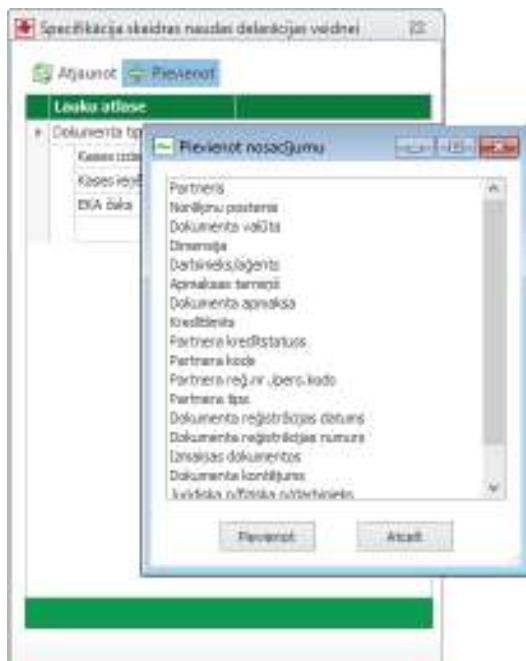 Specifikācija skaidras naudas deklarācijas veidnei
Atjaunot Pievienot
Lauku atlase
Dokumenta tip
Kases izde
Kases ieņē
EKA čeks
Pievienot nosacījumu
Partneris
Norēķinu postenis
Dokumenta valūta
Dimensija
Darbinieks/aģents
Apmaksas termiņš
Dokumenta apmaksa
Kredītlimits
Partnera kredītstatuss
Partnera kods
Partnera reģ.nr./pers.kods
Partnera tips
Dokumenta reģistrācijas datums
Dokumenta reģistrācijas numurs
Izmaksas dokumentos
Dokumenta kontējums
Juridiska p/fiziska p/darbinieks
Pievienot
Atcelt